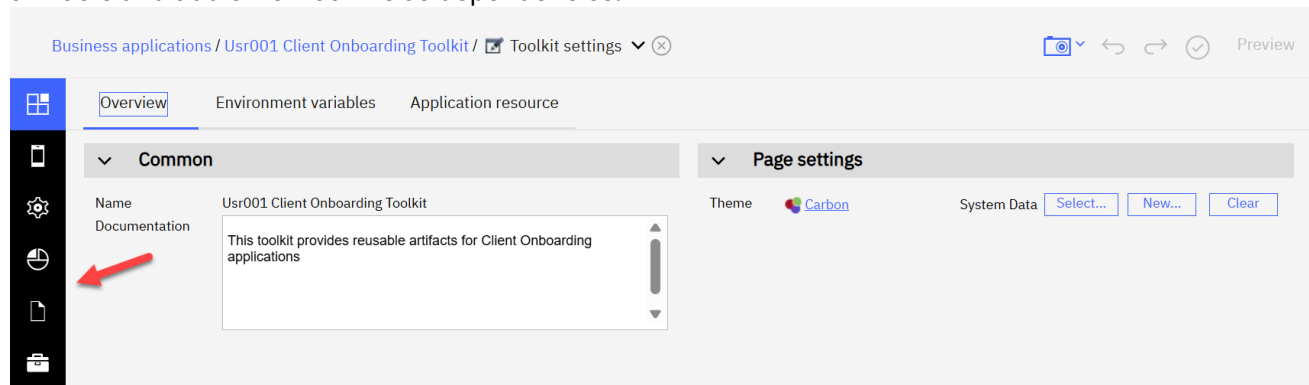 Business applications / Usr001 Client Onboarding Toolkit / Toolkit settings
Preview
Overview Environment variables Application resource
Common
Page settings
Name Usr001 Client Onboarding Toolkit
Theme Carbon System Data Select... New... Clear
Documentation
This toolkit provides reusable artifacts for Client Onboarding
applications